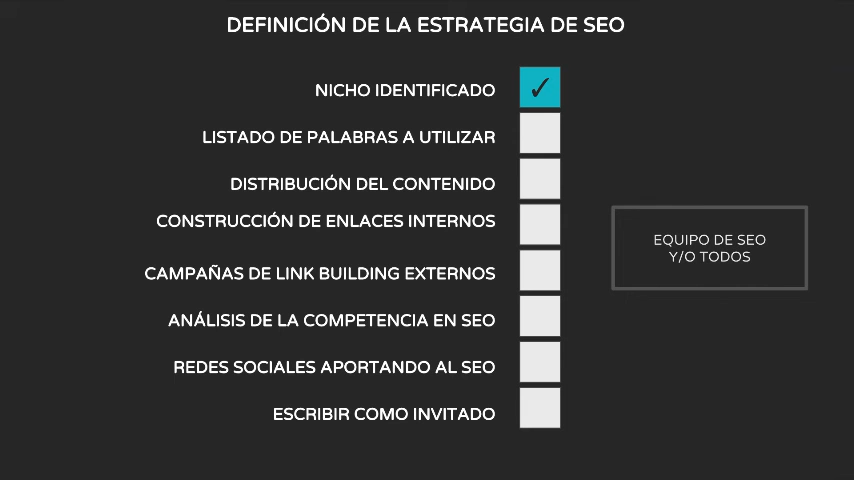 DEFINICIÓN DE LA ESTRATEGIA DE SEO
NICHO IDENTIFICADO ✓
LISTADO DE PALABRAS A UTILIZAR
DISTRIBUCIÓN DEL CONTENIDO
CONSTRUCCIÓN DE ENLACES INTERNOS
CAMPAÑAS DE LINK BUILDING EXTERNOS
ANÁLISIS DE LA COMPETENCIA EN SEO
REDES SOCIALES APORTANDO AL SEO
ESCRIBIR COMO INVITADO
EQUIPO DE SEO
Y/O TODOS